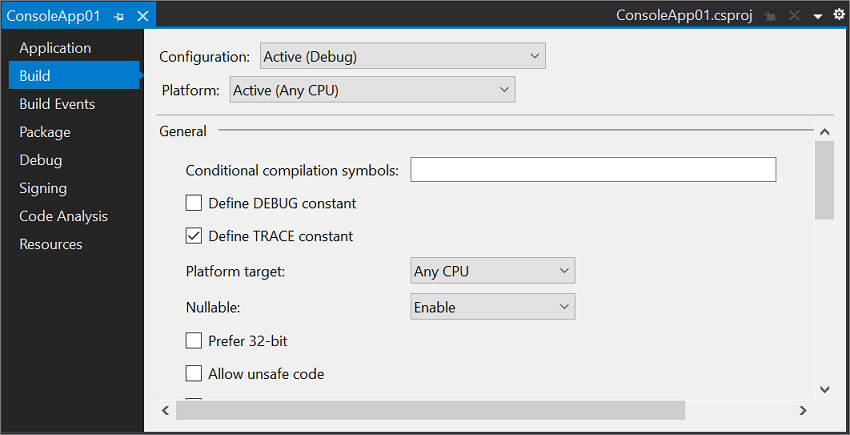 ConsoleApp01
ConsoleApp01.csproj
Application
Build
Build Events
Package
Debug
Signing
Code Analysis
Resources
Configuration: Active (Debug)
Platform: Active (Any CPU)
General
Conditional compilation symbols:
Define DEBUG constant
Define TRACE constant
Platform target: Any CPU
Nullable: Enable
Prefer 32-bit
Allow unsafe code